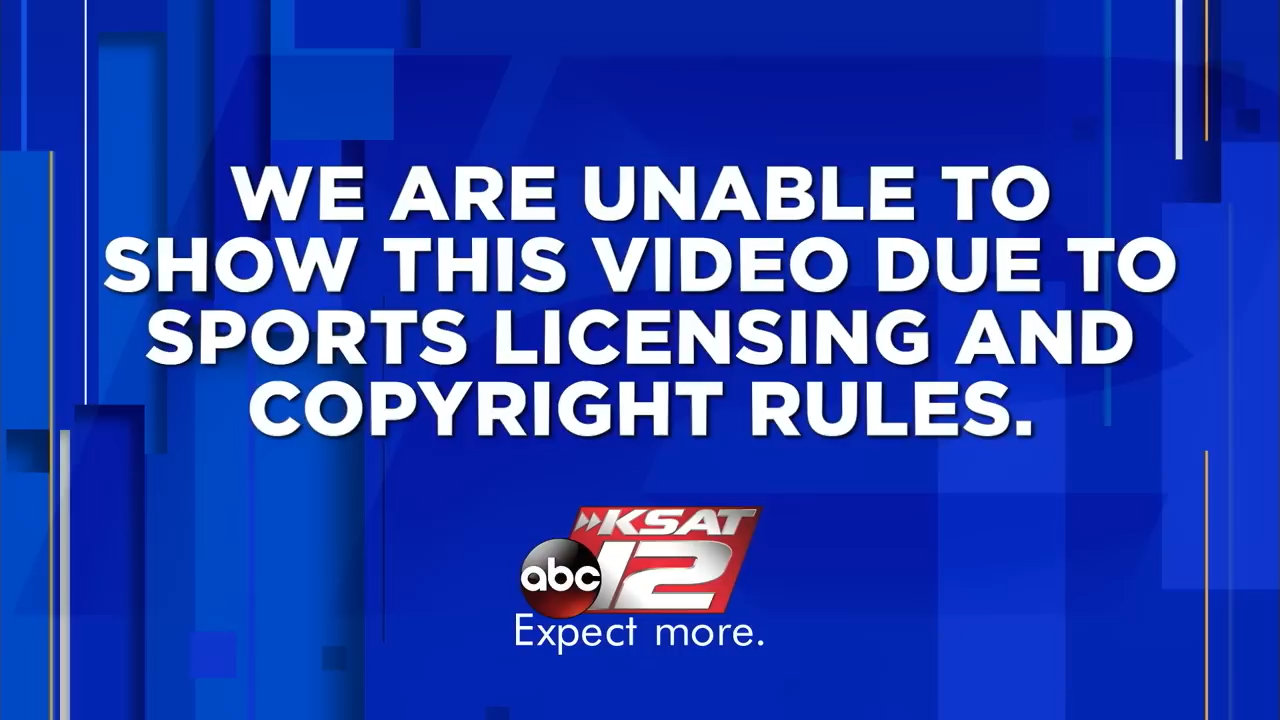 WE ARE UNABLE TO
SHOW THIS VIDEO DUE TO
SPORTS LICENSING AND
COPYRIGHT RULES.
KSAT
abc 12
Expect more.